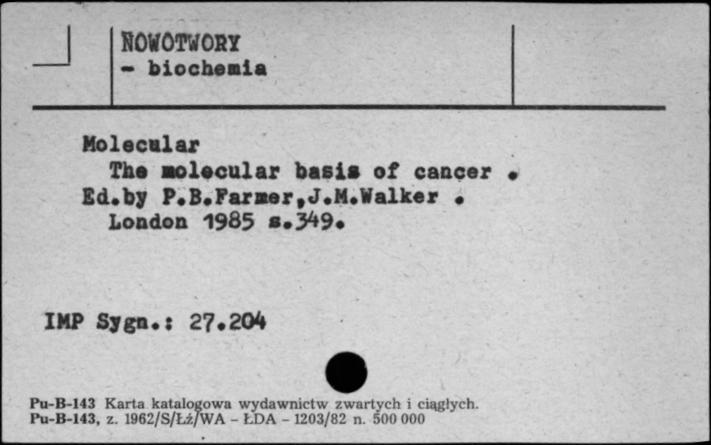 NOWOTWORY
- biochemia
Molecular
The molecular basis of cancer .
Ed.by P.B.Farmer,J.M.Walker .
London 1985 s.349.
IMP Sygn.: 27.204
Pu-B-143 Karta katalogowa wydawnictw zwartych i ciągłych.
Pu-B-143, z. 1962/S/Łż/WA - ŁDA - 1203/82 n. 500 000